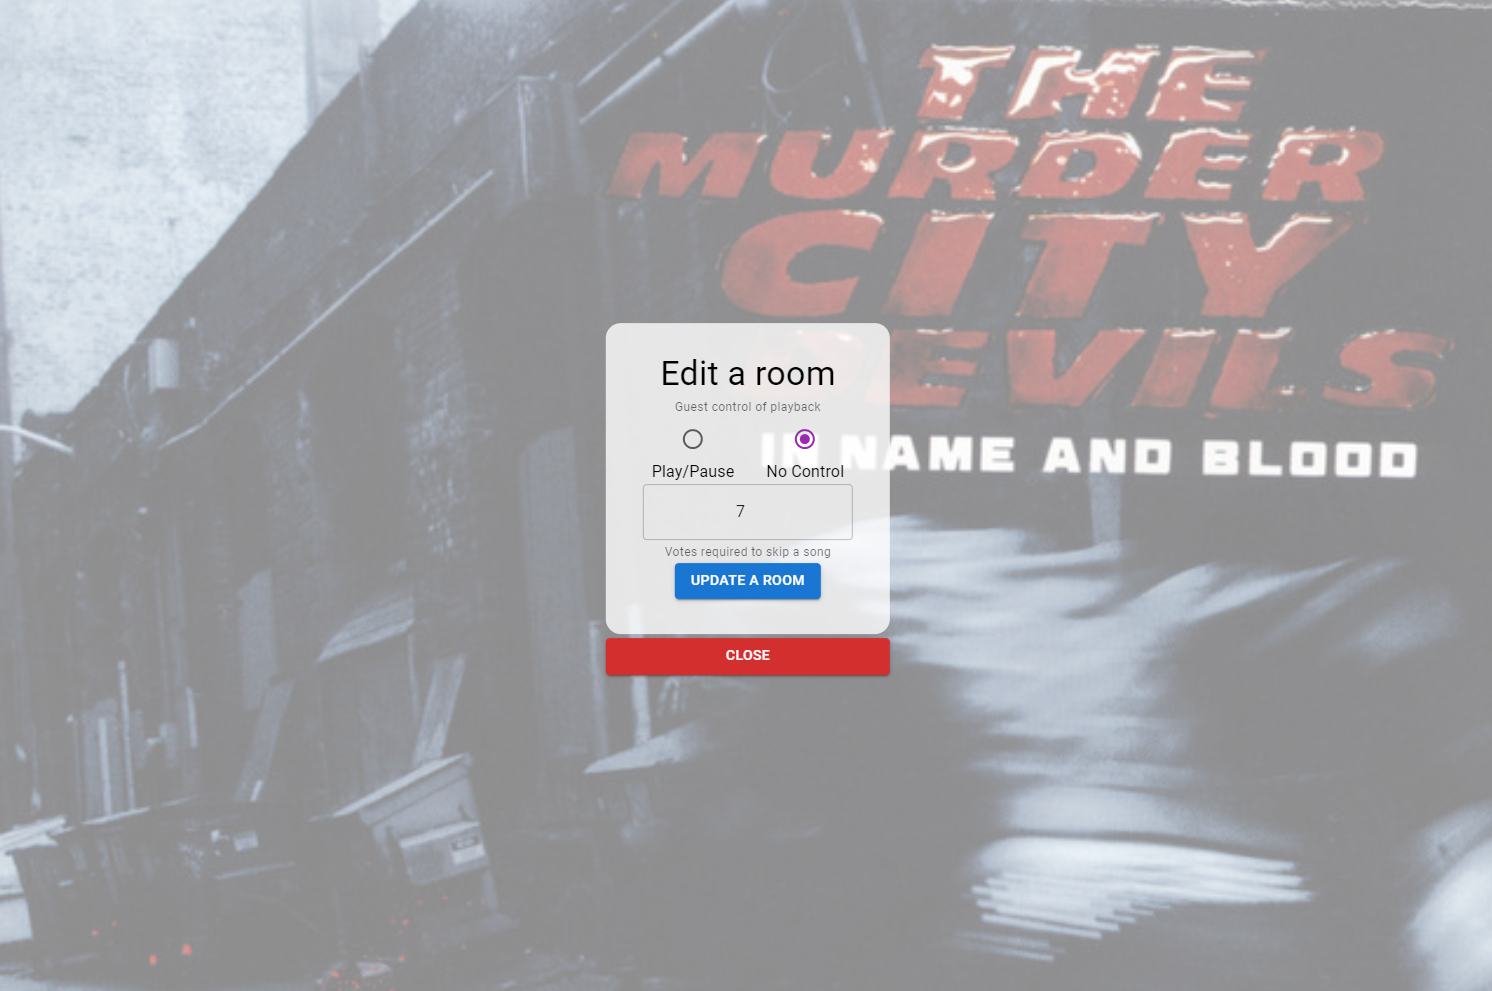 THE
MURDER
CITY
DEVILS
IN NAME AND BLOOD
Edit a room
Guest control of playback
Play/Pause
No Control
7
Votes required to skip a song
UPDATE A ROOM
CLOSE